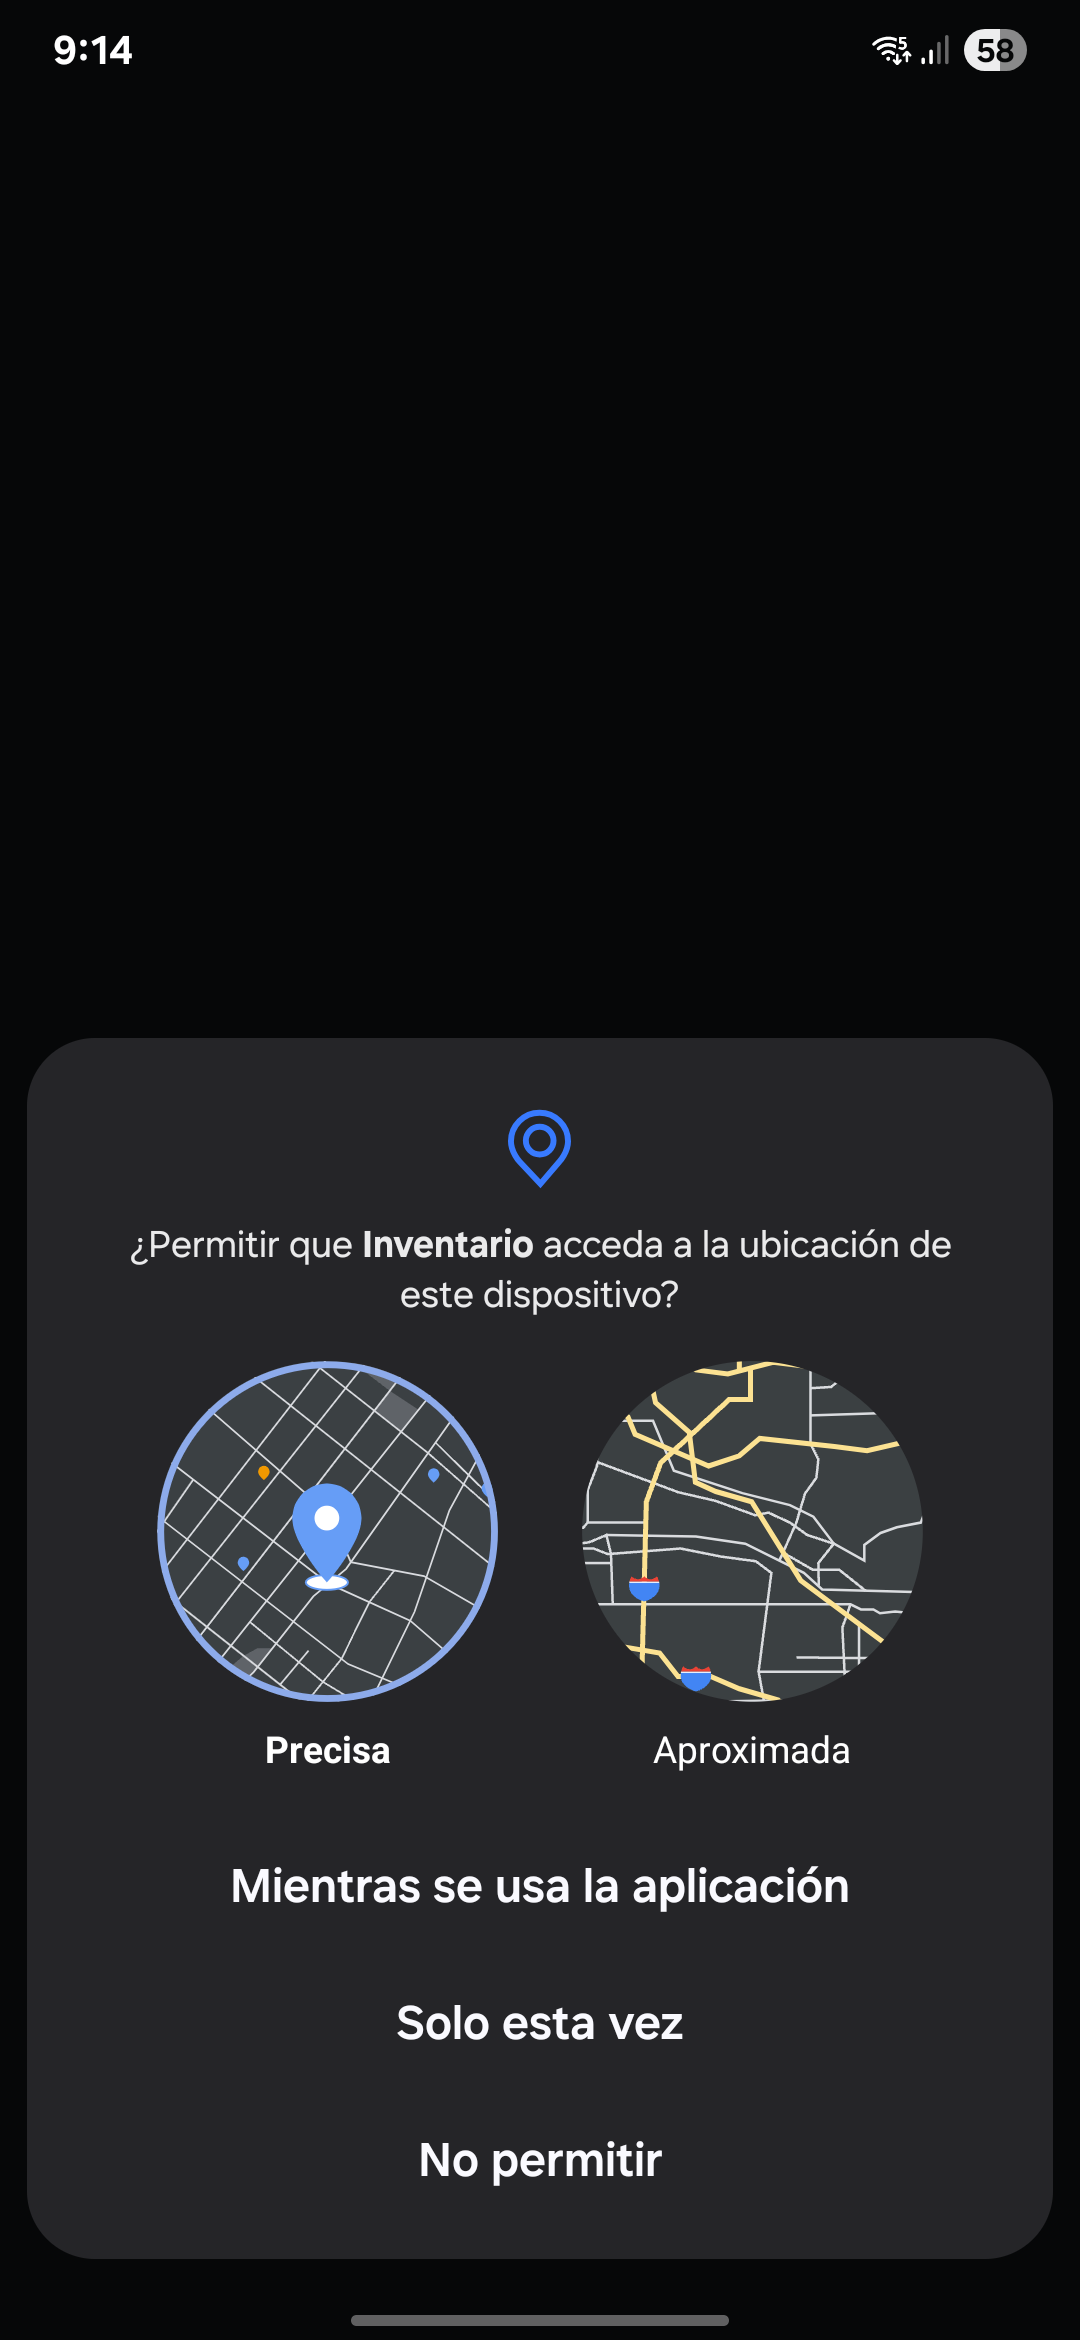 9:14
5
58
¿Permitir que Inventario acceda a la ubicación de
este dispositivo?
Precisa
Aproximada
Mientras se usa la aplicación
Solo esta vez
No permitir